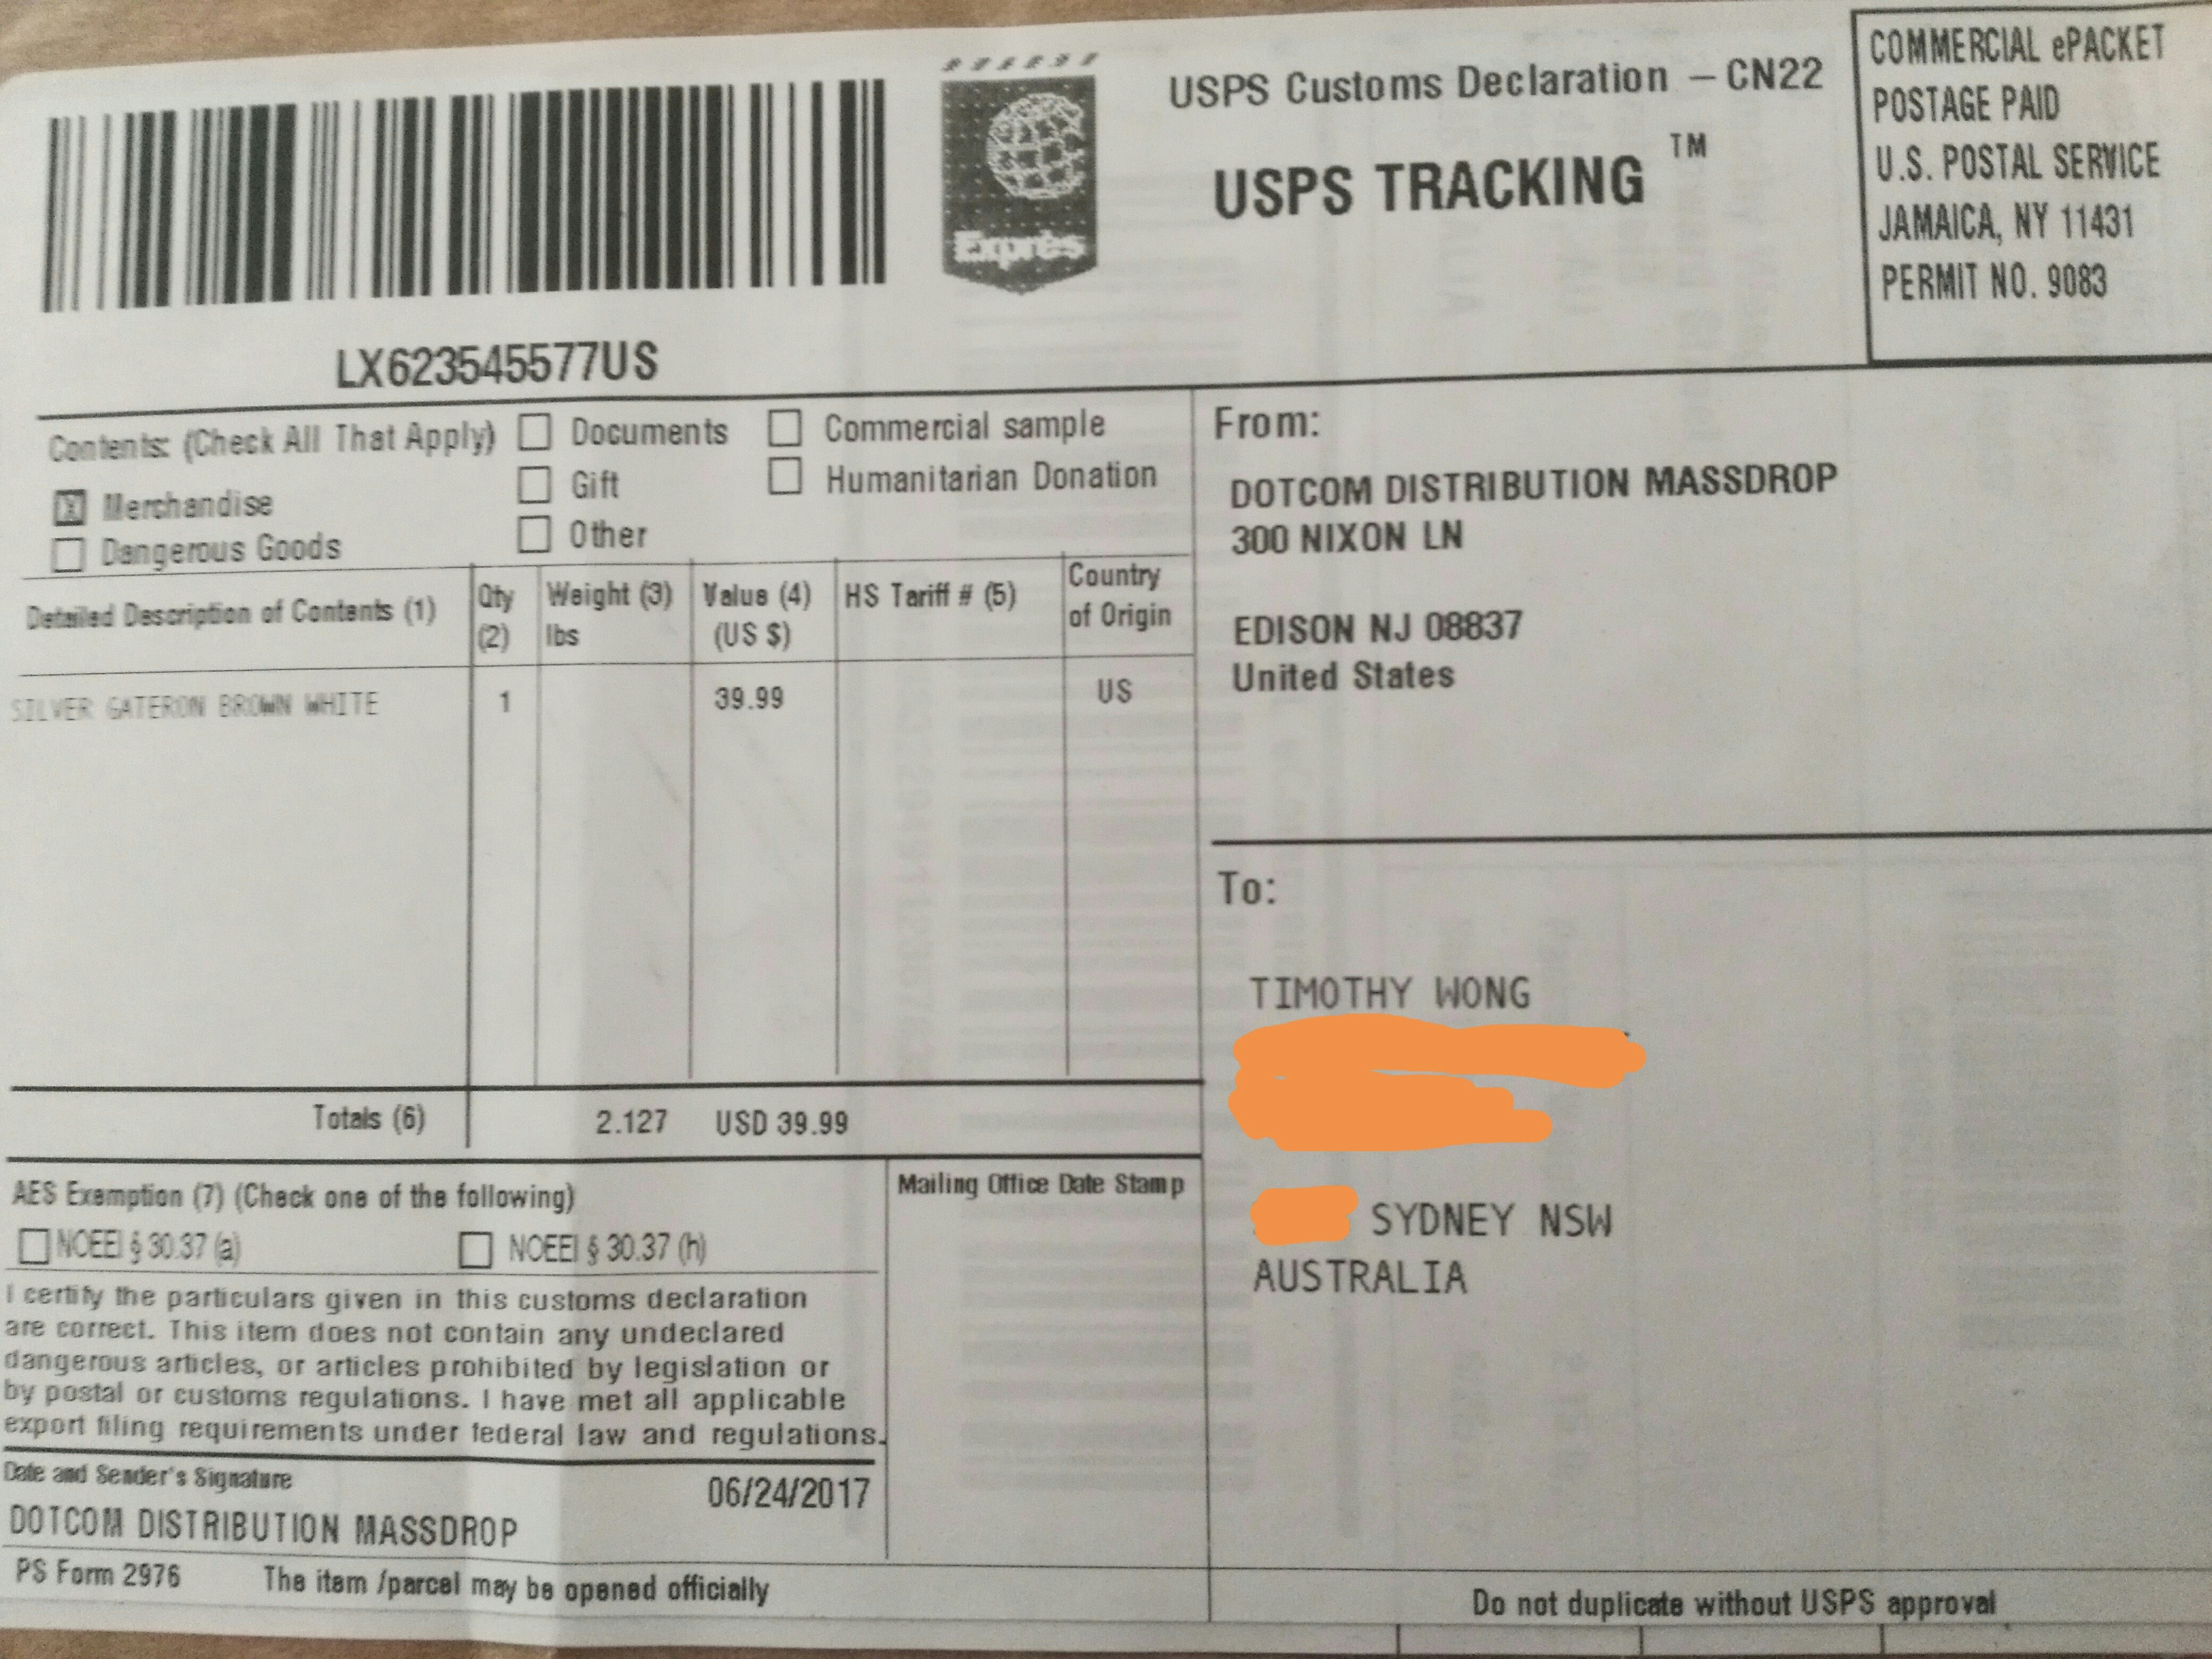 USPS Customs Declaration – CN22
USPS TRACKING ™
Exprès
COMMERCIAL ePACKET
POSTAGE PAID
U.S. POSTAL SERVICE
JAMAICA, NY 11431
PERMIT NO. 9083
LX623545577US
Contents: (Check All That Apply)
Documents
Commercial sample
X Merchandise
Gift
Humanitarian Donation
Dangerous Goods
Other
Detailed Description of Contents (1)
Qty (2)
Weight (3) lbs
Value (4) (US $)
HS Tariff # (5)
Country of Origin
SILVER GATERON BROWN WHITE 1 39.99 US
Totals (6) 2.127 USD 39.99
AES Exemption (7) (Check one of the following)
NOEEI § 30.37 (a) NOEEI § 30.37 (h)
I certify the particulars given in this customs declaration
are correct. This item does not contain any undeclared
dangerous articles, or articles prohibited by legislation or
by postal or customs regulations. I have met all applicable
export filing requirements under federal law and regulations.
Date and Sender's Signature
06/24/2017
DOTCOM DISTRIBUTION MASSDROP
Mailing Office Date Stamp
PS Form 2976 The item /parcel may be opened officially
From:
DOTCOM DISTRIBUTION MASSDROP
300 NIXON LN
EDISON NJ 08837
United States
To:
TIMOTHY WONG
SYDNEY NSW
AUSTRALIA
Do not duplicate without USPS approval